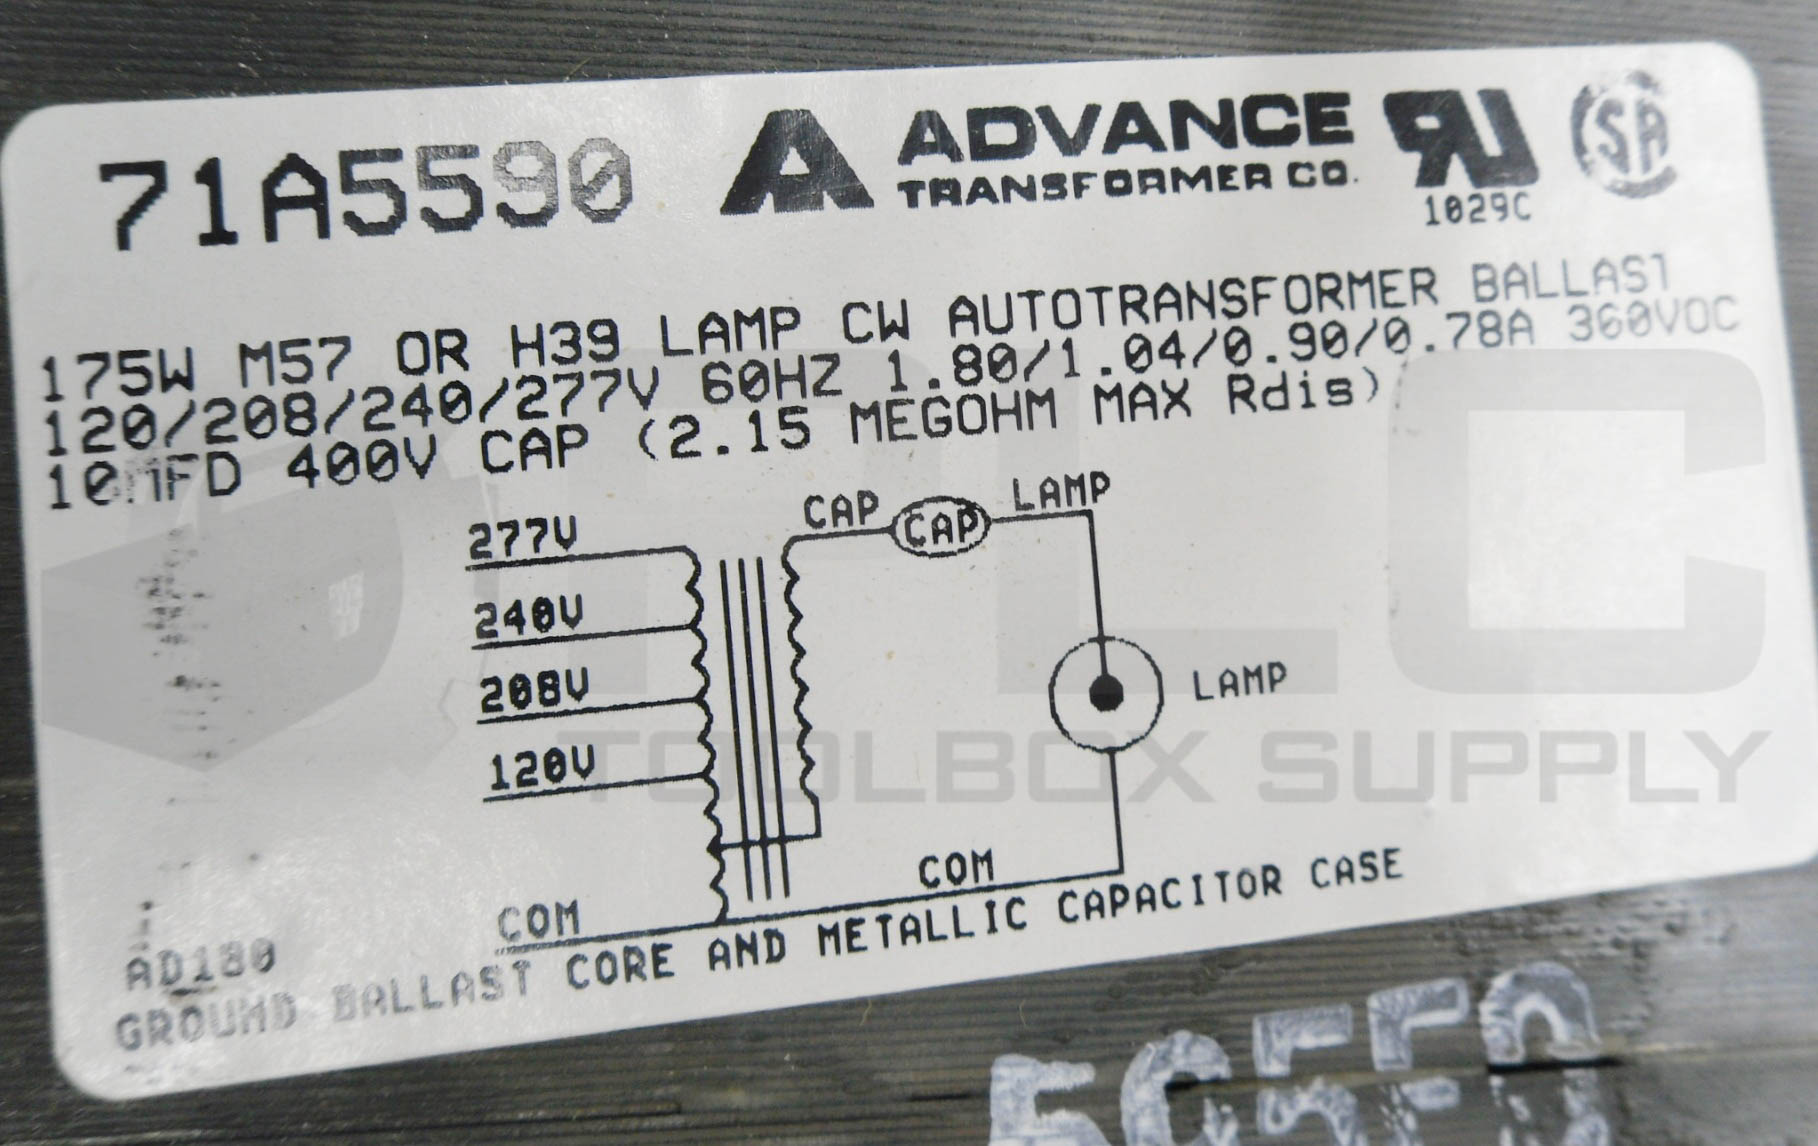 71A5590
ADVANCE
TRANSFORMER CO.
1029C
175W M57 OR H39 LAMP CW AUTOTRANSFORMER BALLAST
120/208/240/277V 60HZ 1.80/1.04/0.90/0.78A 360VOC
10MFD 400V CAP (2.15 MEGOHM MAX Rdis)
CAP CAP LAMP
277V
240V
208V
120V
LAMP
COM
COM
AD180
GROUND BALLAST CORE AND METALLIC CAPACITOR CASE
PLC
TOOLBOX SUPPLY